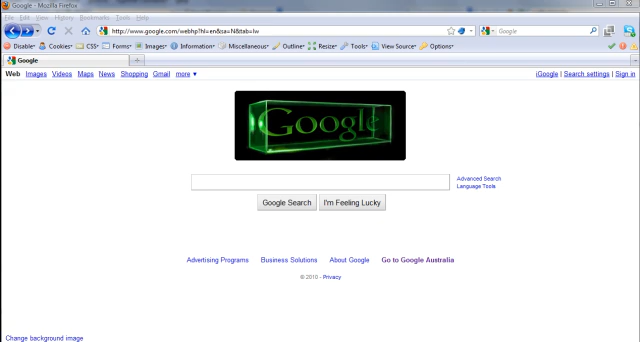 Google - Mozilla Firefox
File Edit View History Bookmarks Tools Help
http://www.google.com/webhp?hl=en&sa=N&tab=lw
Google
Disable Cookies CSS Forms Images Information Miscellaneous Outline Resize Tools View Source Options
Google
Web Images Videos Maps News Shopping Gmail more ▼
iGoogle | Search settings | Sign in
Google
Advanced Search
Language Tools
Google Search I'm Feeling Lucky
Advertising Programs Business Solutions About Google Go to Google Australia
© 2010 - Privacy
Change background image